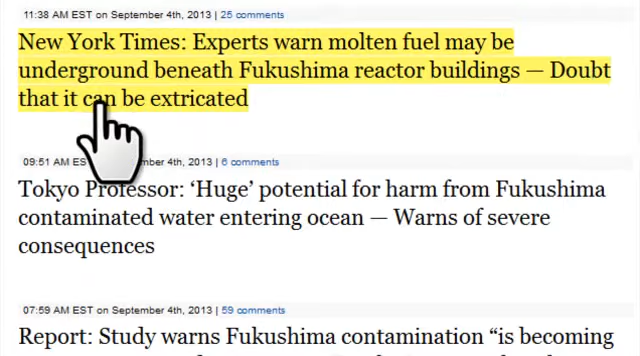 11:38 AM EST on September 4th, 2013 | 25 comments
New York Times: Experts warn molten fuel may be
underground beneath Fukushima reactor buildings — Doubt
that it can be extricated
09:51 AM ES mber 4th, 2013 | 6 comments
Tokyo Professor: ‘Huge’ potential for harm from Fukushima
contaminated water entering ocean — Warns of severe
consequences
07:59 AM EST on September 4th, 2013 | 59 comments
Report: Study warns Fukushima contamination “is becoming